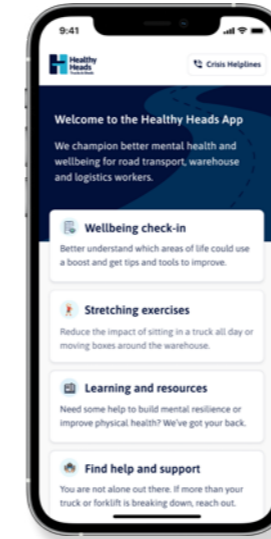 9:41
Healthy
Heads
Trucks & Sheds
Crisis Helplines
Welcome to the Healthy Heads App
We champion better mental health and
wellbeing for road transport, warehouse
and logistics workers.
Wellbeing check-in
Better understand which areas of life could use
a boost and get tips and tools to improve.
Stretching exercises
Reduce the impact of sitting in a truck all day or
moving boxes around the warehouse.
Learning and resources
Need some help to build mental resilience or
improve physical health? We've got your back.
Find help and support
You are not alone out there. If more than your
truck or forklift is breaking down, reach out.